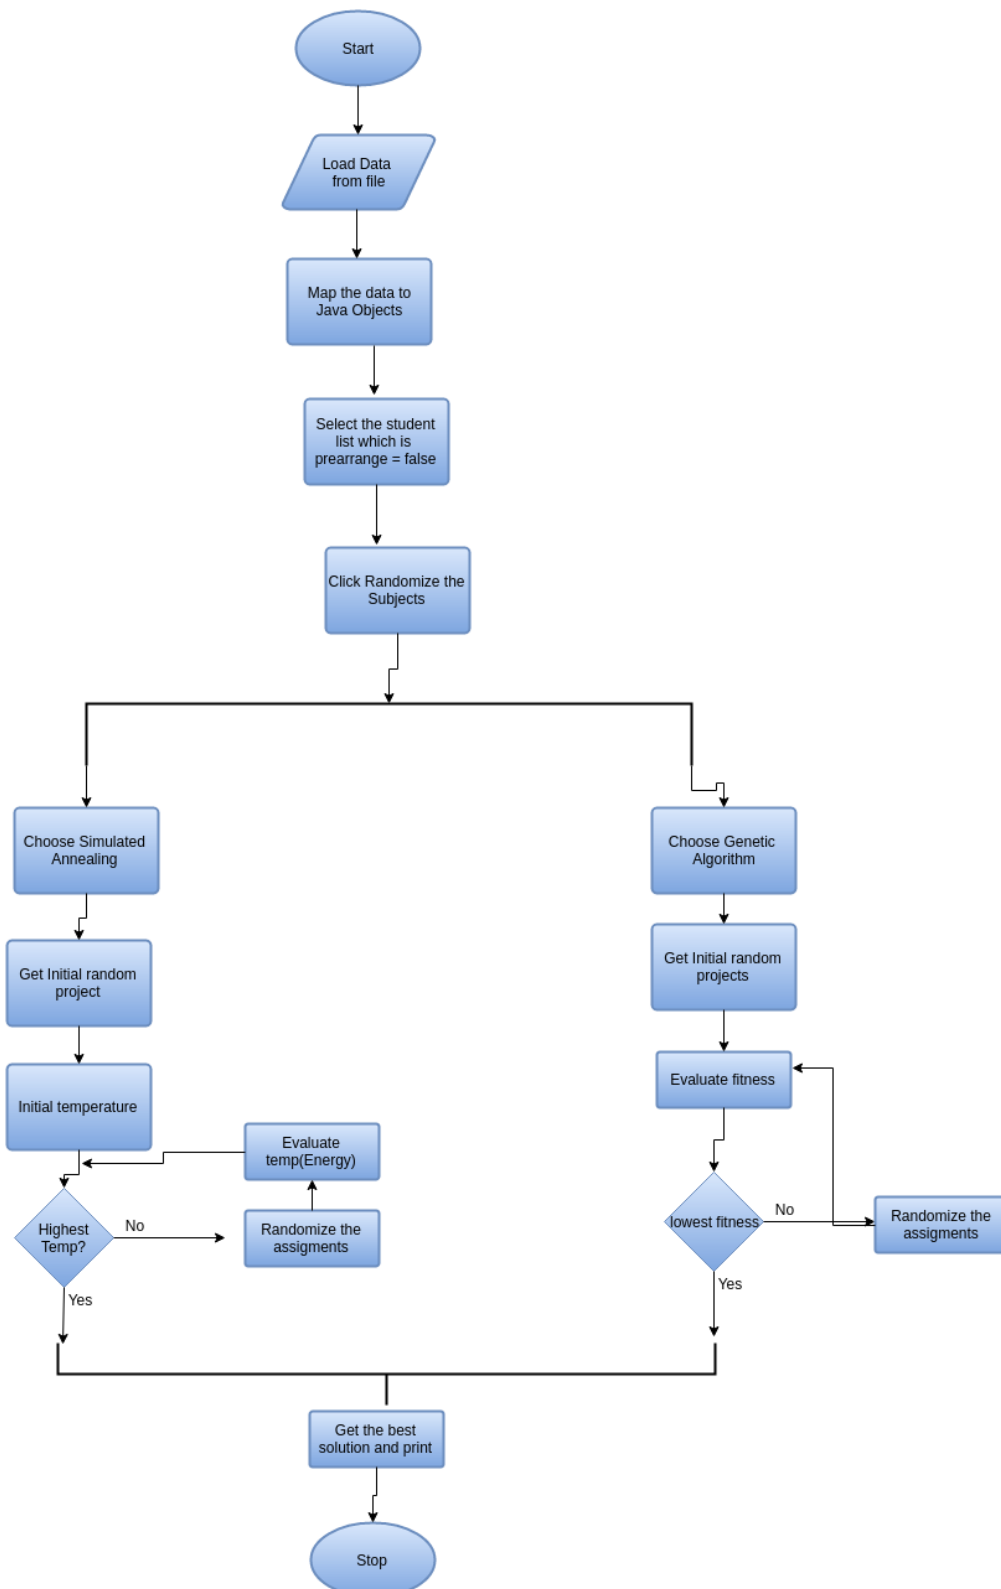 Start
Load Data
from file
Map the data to
Java Objects
Select the student
list which is
prearrange = false
Click Randomize the
Subjects
Choose Simulated
Annealing
Choose Genetic
Algorithm
Get Initial random
project
Get Initial random
projects
Initial temperature
Evaluate fitness
Evaluate
temp(Energy)
Highest
Temp?
No
Randomize the
assigments
lowest fitness
No
Randomize the
assigments
Yes
Yes
Get the best
solution and print
Stop